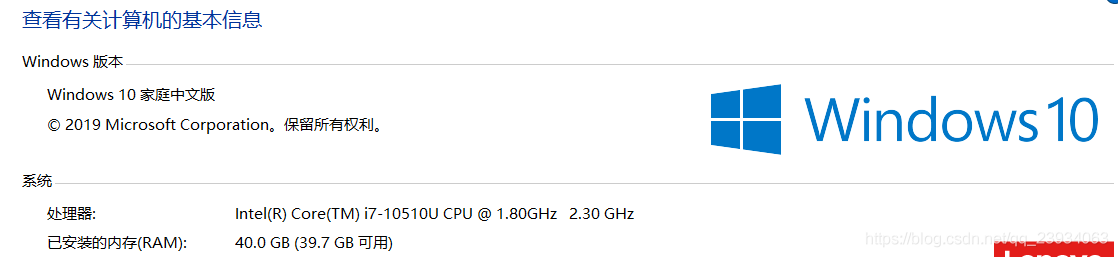 查看有关计算机的基本信息
Windows 版本
Windows 10 家庭中文版
© 2019 Microsoft Corporation。保留所有权利。
Windows 10
系统
处理器: Intel(R) Core(TM) i7-10510U CPU @ 1.80GHz 2.30 GHz
已安装的内存(RAM): 40.0 GB (39.7 GB 可用)
https://blog.csdn.net/qq_23934063
Lenovo